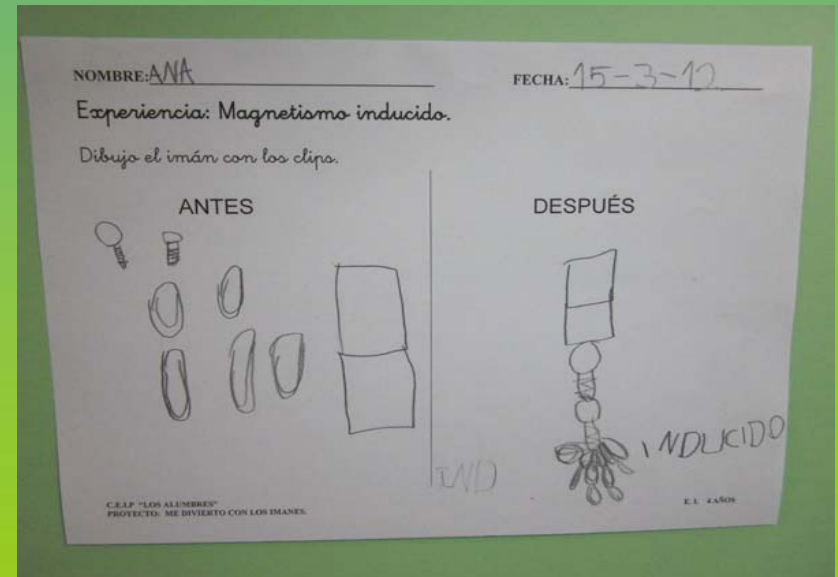 NOMBRE: ANA
FECHA: 15-3-12
Experiencia: Magnetismo inducido.
Dibujo el imán con los clips.
ANTES
DESPUÉS
INDUCIDO
IND
C.E.I.P "LOS ALUMBRES"
PROYECTO: ME DIVIERTO CON LOS IMANES.
E. I. 4 AÑOS